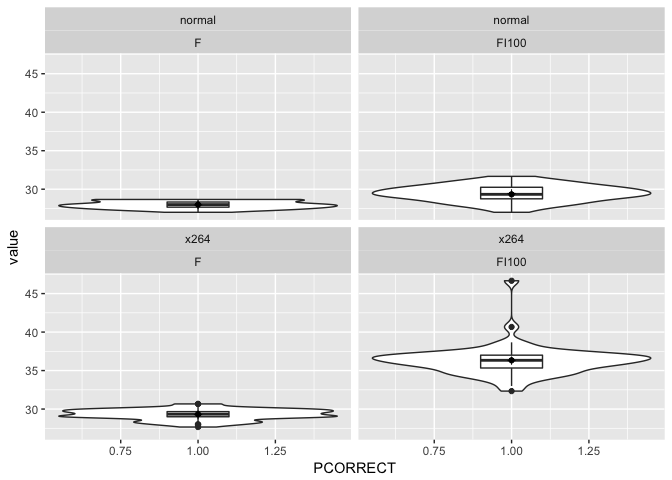 normal
F
normal
FI100
45
40
35
30
x264
F
x264
FI100
value
45
40
35
30
0.75
1.00
1.25
0.75
1.00
1.25
PCORRECT